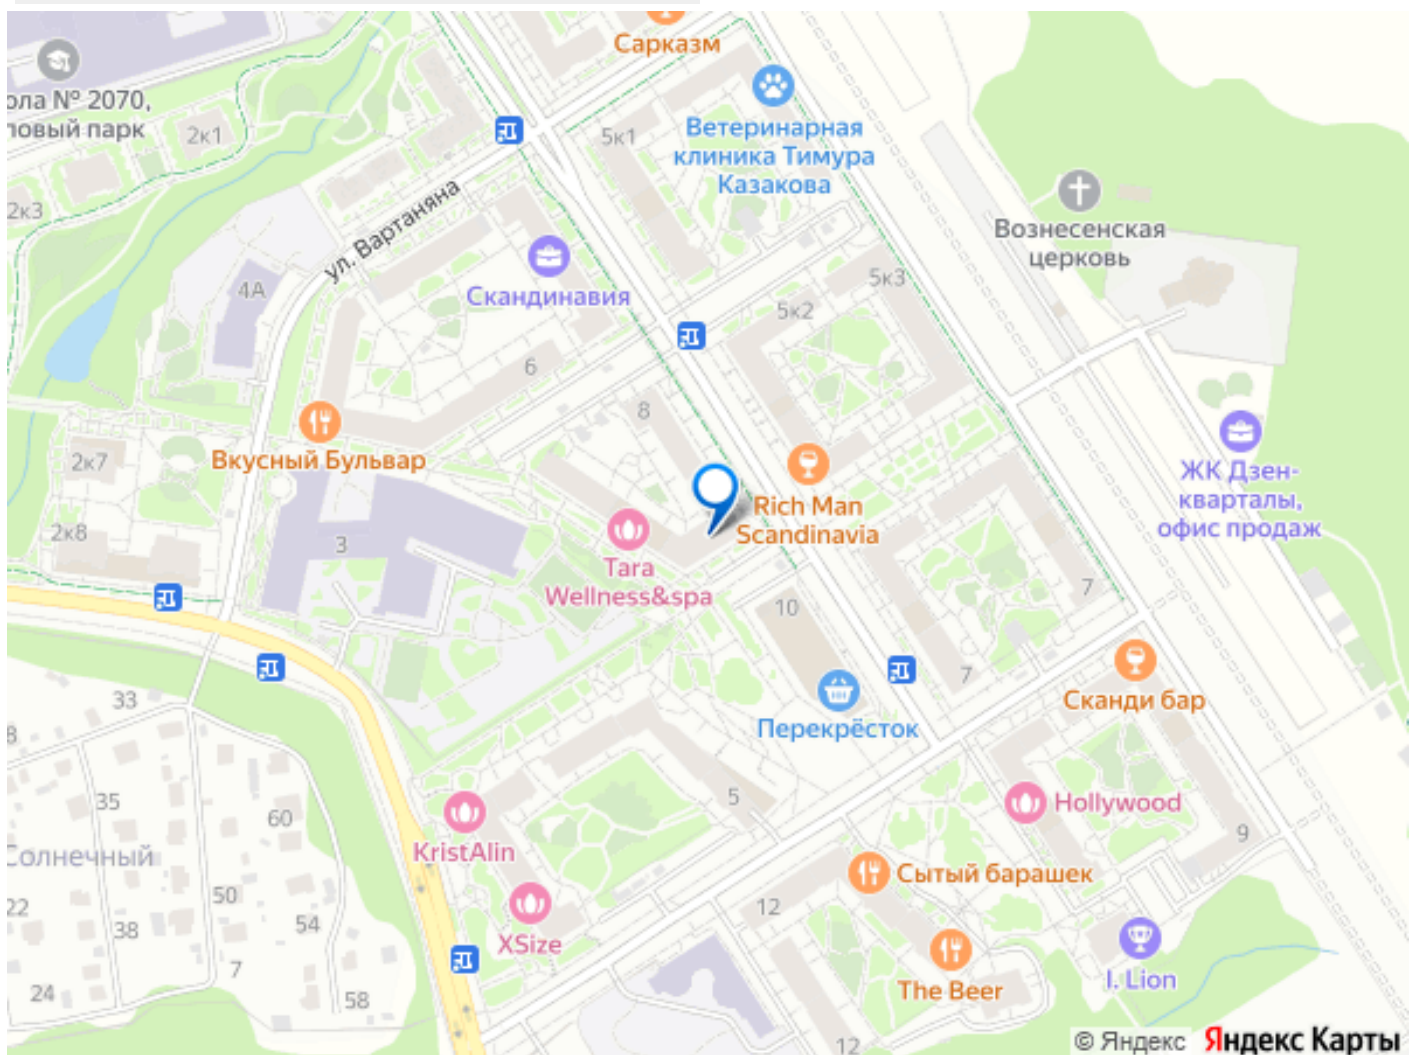 Сарказм
ола № 2070,
ловый парк
2к1
5к1
Ветеринарная
клиника Тимура
Казакова
2к3
ул. Вартаняна
Вознесенская
церковь
4А
Скандинавия
5к3
5к2
6
8
Вкусный Бульвар
2к7
ЖК Дзен-
кварталы,
офис продаж
Rich Man
Scandinavia
2к8
3
Tara
Wellness&spa
10
7
7
33
8
Сканди бар
Перекрёсток
35
60
5
Hollywood
9
Солнечный
KristAlin
Сытый барашек
50
22
54
38
12
XSize
7
I. Lion
24
58
The Beer
12
© Яндекс Яндекс Карты